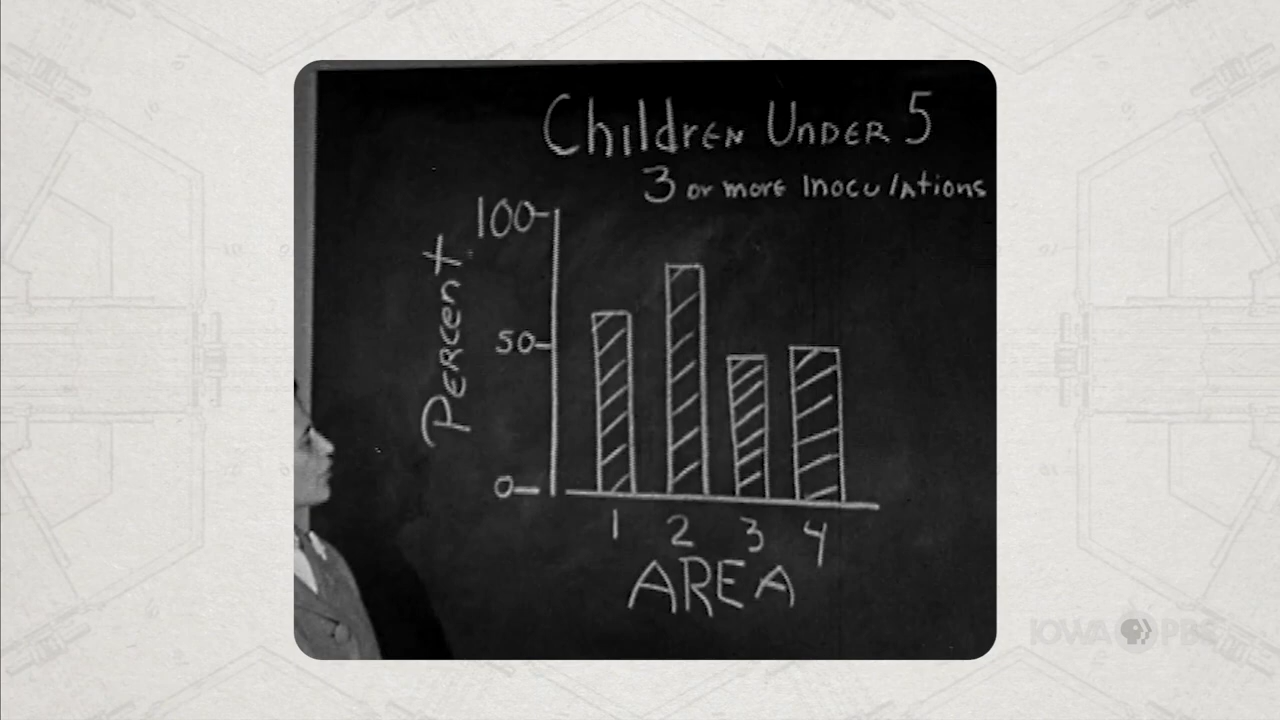 Children Under 5
3 or more Inoculations
100
Percent
50
0
1 2 3 4
AREA
IOWA PBS